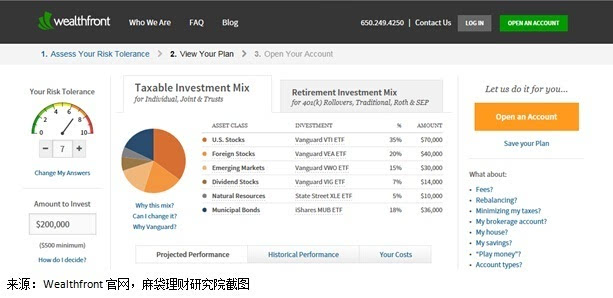 wealthfront Who We Are FAQ Blog 650.249.4250 | Contact Us LOG IN OPEN AN ACCOUNT
1. Assess Your Risk Tolerance 2. View Your Plan 3. Open Your Account
Your Risk Tolerance
0 2 4 6 8 10
− 7 +
Change My Answers
Amount to Invest
$200,000
($500 minimum)
How do I decide?
Taxable Investment Mix
for Individual, Joint & Trusts
Retirement Investment Mix
for 401(k) Rollovers, Traditional, Roth & SEP
Why this mix?
Can I change it?
Why Vanguard?
ASSET CLASS INVESTMENT % AMOUNT
U.S. Stocks Vanguard VTI ETF 35% $70,000
Foreign Stocks Vanguard VEA ETF 20% $40,000
Emerging Markets Vanguard VWO ETF 15% $30,000
Dividend Stocks Vanguard VIG ETF 7% $14,000
Natural Resources State Street XLE ETF 5% $10,000
Municipal Bonds iShares MUB ETF 18% $36,000
Projected Performance Historical Performance Your Costs
Let us do it for you...
Open an Account
Save your Plan
What about:
Fees?
Rebalancing?
Minimizing my taxes?
My brokerage account?
My house?
My savings?
"Play money"?
Account types?
来源：Wealthfront 官网，麻袋理财研究院截图